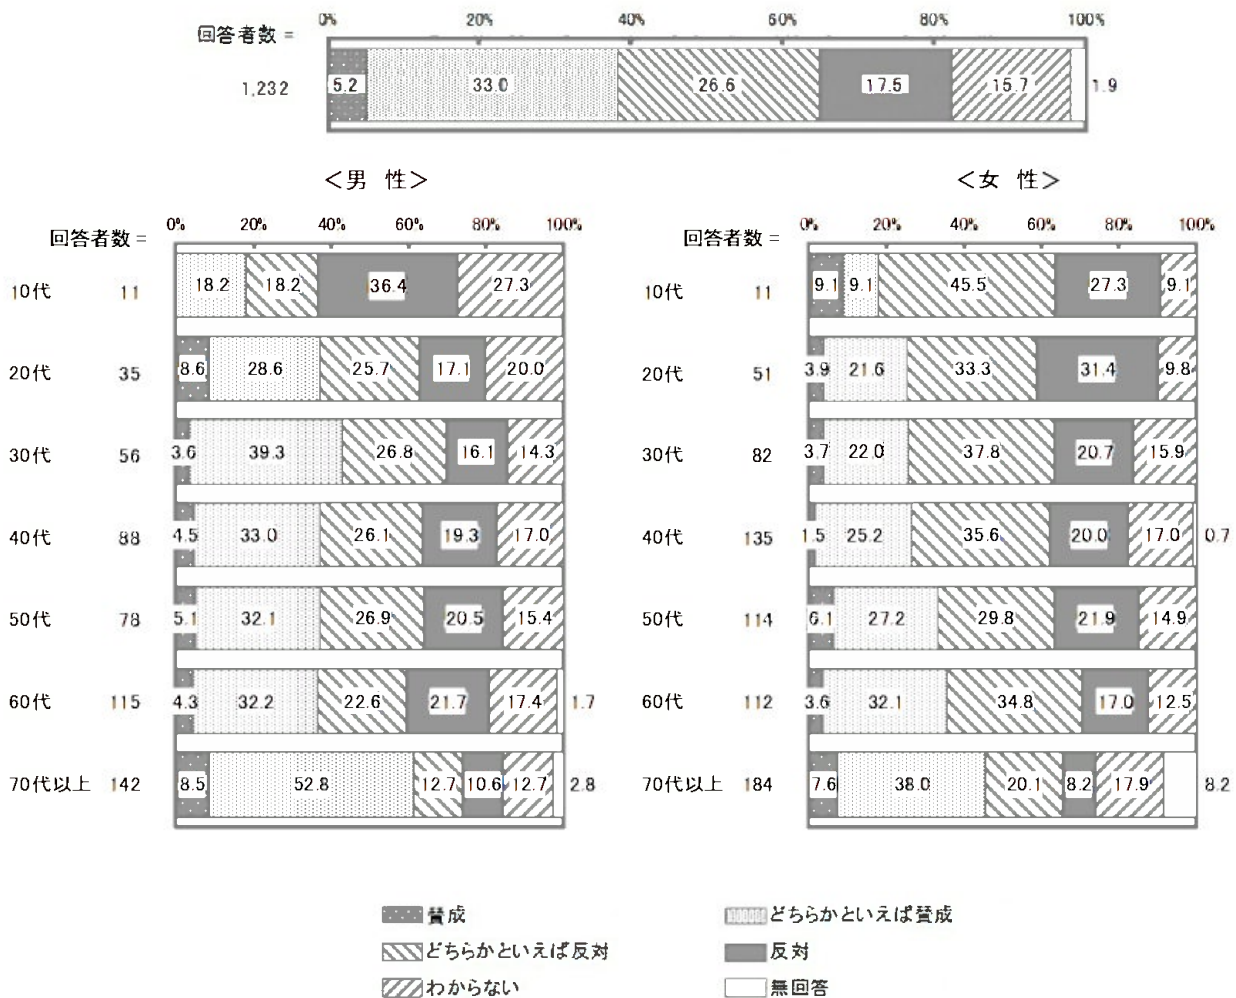 0% 20% 40% 60% 80% 100%
回答者数 =
1,232 5.2 33.0 26.6 17.5 15.7 1.9
＜男 性＞
0% 20% 40% 60% 80% 100%
回答者数 =
10代 11 18.2 18.2 36.4 27.3
20代 35 8.6 28.6 25.7 17.1 20.0
30代 56 3.6 39.3 26.8 16.1 14.3
40代 88 4.5 33.0 26.1 19.3 17.0
50代 78 5.1 32.1 26.9 20.5 15.4
60代 115 4.3 32.2 22.6 21.7 17.4 1.7
70代以上 142 8.5 52.8 12.7 10.6 12.7 2.8
＜女 性＞
0% 20% 40% 60% 80% 100%
回答者数 =
10代 11 9.1 9.1 45.5 27.3 9.1
20代 51 3.9 21.6 33.3 31.4 9.8
30代 82 3.7 22.0 37.8 20.7 15.9
40代 135 1.5 25.2 35.6 20.0 17.0 0.7
50代 114 6.1 27.2 29.8 21.9 14.9
60代 112 3.6 32.1 34.8 17.0 12.5
70代以上 184 7.6 38.0 20.1 8.2 17.9 8.2
賛成
どちらかといえば賛成
どちらかといえば反対
反対
わからない
無回答